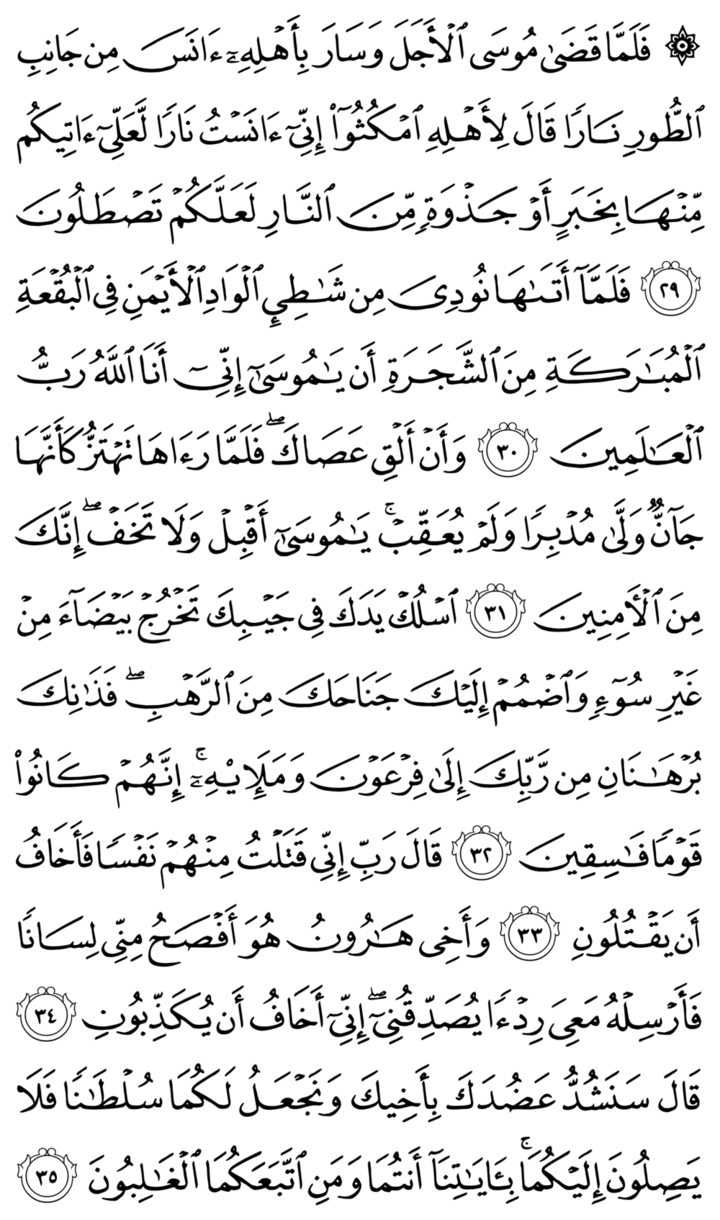 ۞ فَلَمَّا قَضَىٰ مُوسَى ٱلۡأَجَلَ وَسَارَ بِأَهۡلِهِۦٓ ءَانَسَ مِن جَانِبِ
ٱلطُّورِ نَارٗا قَالَ لِأَهۡلِهِ ٱمۡكُثُوٓاْ إِنِّيٓ ءَانَسۡتُ نَارٗا لَّعَلِّيٓ ءَاتِيكُم
مِّنۡهَا بِخَبَرٍ أَوۡ جَذۡوَةٖ مِّنَ ٱلنَّارِ لَعَلَّكُمۡ تَصۡطَلُونَ
٢٩ فَلَمَّآ أَتَىٰهَا نُودِيَ مِن شَٰطِيِٕ ٱلۡوَادِ ٱلۡأَيۡمَنِ فِي ٱلۡبُقۡعَةِ
ٱلۡمُبَٰرَكَةِ مِنَ ٱلشَّجَرَةِ أَن يَٰمُوسَىٰٓ إِنِّيٓ أَنَا ٱللَّهُ رَبُّ
ٱلۡعَٰلَمِينَ ٣٠ وَأَنۡ أَلۡقِ عَصَاكَۖ فَلَمَّا رَءَاهَا تَهۡتَزُّ كَأَنَّهَا
جَآنّٞ وَلَّىٰ مُدۡبِرٗا وَلَمۡ يُعَقِّبۡۚ يَٰمُوسَىٰٓ أَقۡبِلۡ وَلَا تَخَفۡۖ إِنَّكَ
مِنَ ٱلۡأٓمِنِينَ ٣١ ٱسۡلُكۡ يَدَكَ فِي جَيۡبِكَ تَخۡرُجۡ بَيۡضَآءَ مِنۡ
غَيۡرِ سُوٓءٖ وَٱضۡمُمۡ إِلَيۡكَ جَنَاحَكَ مِنَ ٱلرَّهۡبِۖ فَذَٰنِكَ
بُرۡهَٰنَانِ مِن رَّبِّكَ إِلَىٰ فِرۡعَوۡنَ وَمَلَإِيْهِۦٓۚ إِنَّهُمۡ كَانُواْ
قَوۡمٗا فَٰسِقِينَ ٣٢ قَالَ رَبِّ إِنِّي قَتَلۡتُ مِنۡهُمۡ نَفۡسٗا فَأَخَافُ
أَن يَقۡتُلُونِ ٣٣ وَأَخِي هَٰرُونُ هُوَ أَفۡصَحُ مِنِّي لِسَانٗا
فَأَرۡسِلۡهُ مَعِيَ رِدۡءٗا يُصَدِّقُنِيٓۖ إِنِّيٓ أَخَافُ أَن يُكَذِّبُونِ ٣٤
قَالَ سَنَشُدُّ عَضُدَكَ بِأَخِيكَ وَنَجۡعَلُ لَكُمَا سُلۡطَٰنٗا فَلَا
يَصِلُونَ إِلَيۡكُمَا ۚ بِـَٔايَٰتِنَآ أَنتُمَا وَمَنِ ٱتَّبَعَكُمَا ٱلۡغَٰلِبُونَ ٣٥